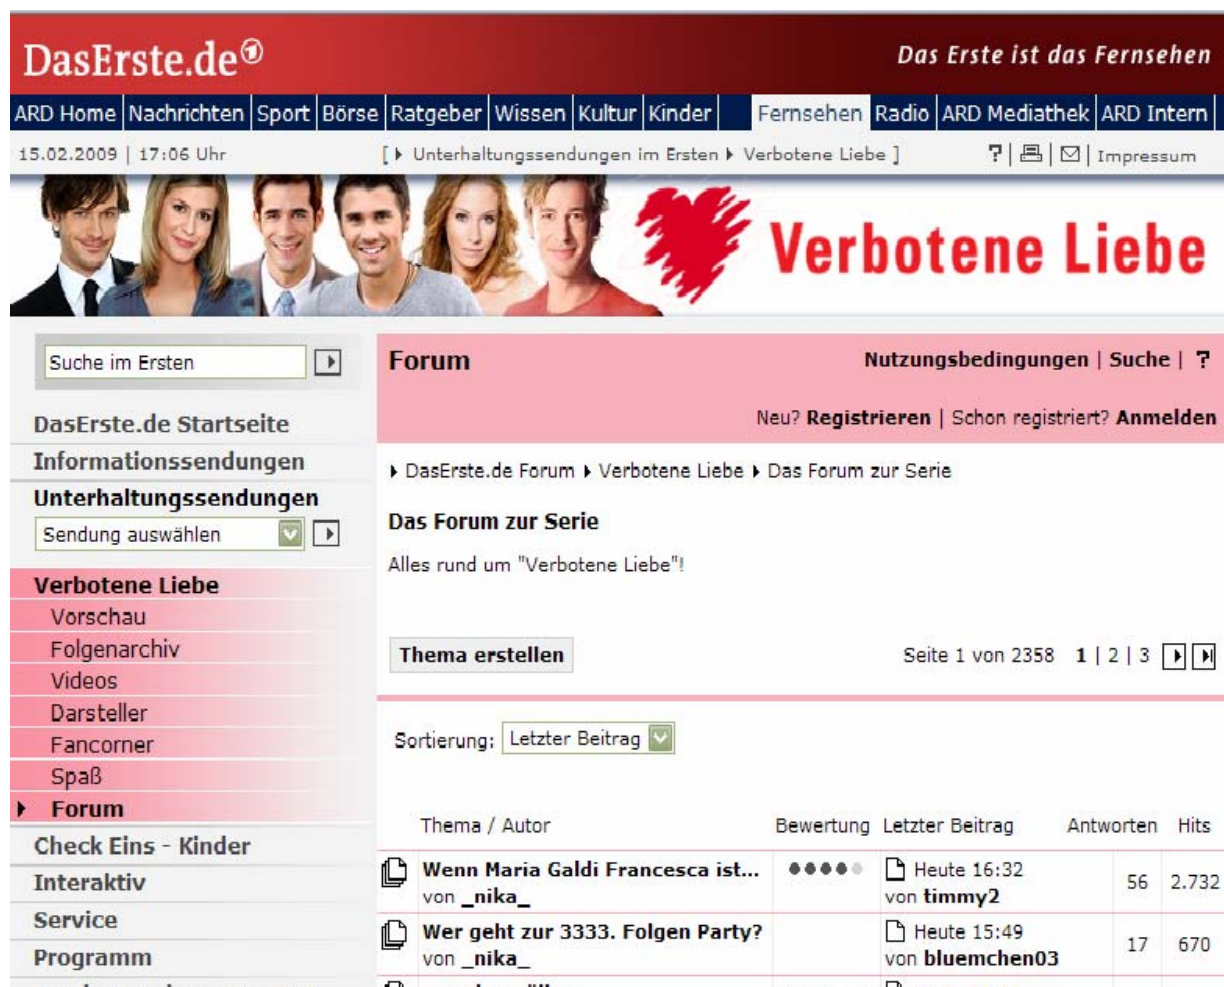 DasErste.de
Das Erste ist das Fernsehen
ARD Home Nachrichten Sport Börse Ratgeber Wissen Kultur Kinder Fernsehen Radio ARD Mediathek ARD Intern
15.02.2009 | 17:06 Uhr [ Unterhaltungssendungen im Ersten Verbotene Liebe ] ? | | | Impressum
Verbotene Liebe
Suche im Ersten
DasErste.de Startseite
Informationssendungen
Unterhaltungssendungen
Sendung auswählen
Verbotene Liebe
Vorschau
Folgenarchiv
Videos
Darsteller
Fancorner
Spaß
Forum
Check Eins - Kinder
Interaktiv
Service
Programm
Forum
Nutzungsbedingungen | Suche | ?
Neu? Registrieren | Schon registriert? Anmelden
DasErste.de Forum Verbotene Liebe Das Forum zur Serie
Das Forum zur Serie
Alles rund um "Verbotene Liebe"!
Thema erstellen
Seite 1 von 2358 1 | 2 | 3
Sortierung: Letzter Beitrag
Thema / Autor Bewertung Letzter Beitrag Antworten Hits
Wenn Maria Galdi Francesca ist... Heute 16:32
von _nika_ von timmy2 56 2.732
Wer geht zur 3333. Folgen Party? Heute 15:49
von _nika_ von bluemchen03 17 670